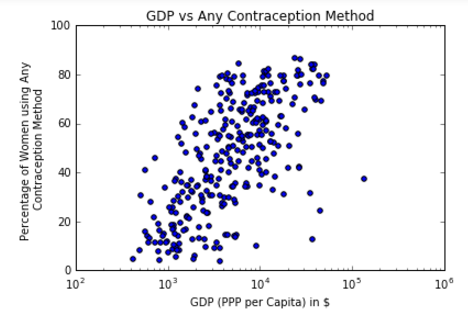 GDP vs Any Contraception Method
100
80
60
40
20
0
Percentage of Women using Any
Contraception Method
10²
10³
10⁴
10⁵
10⁶
GDP (PPP per Capita) in $